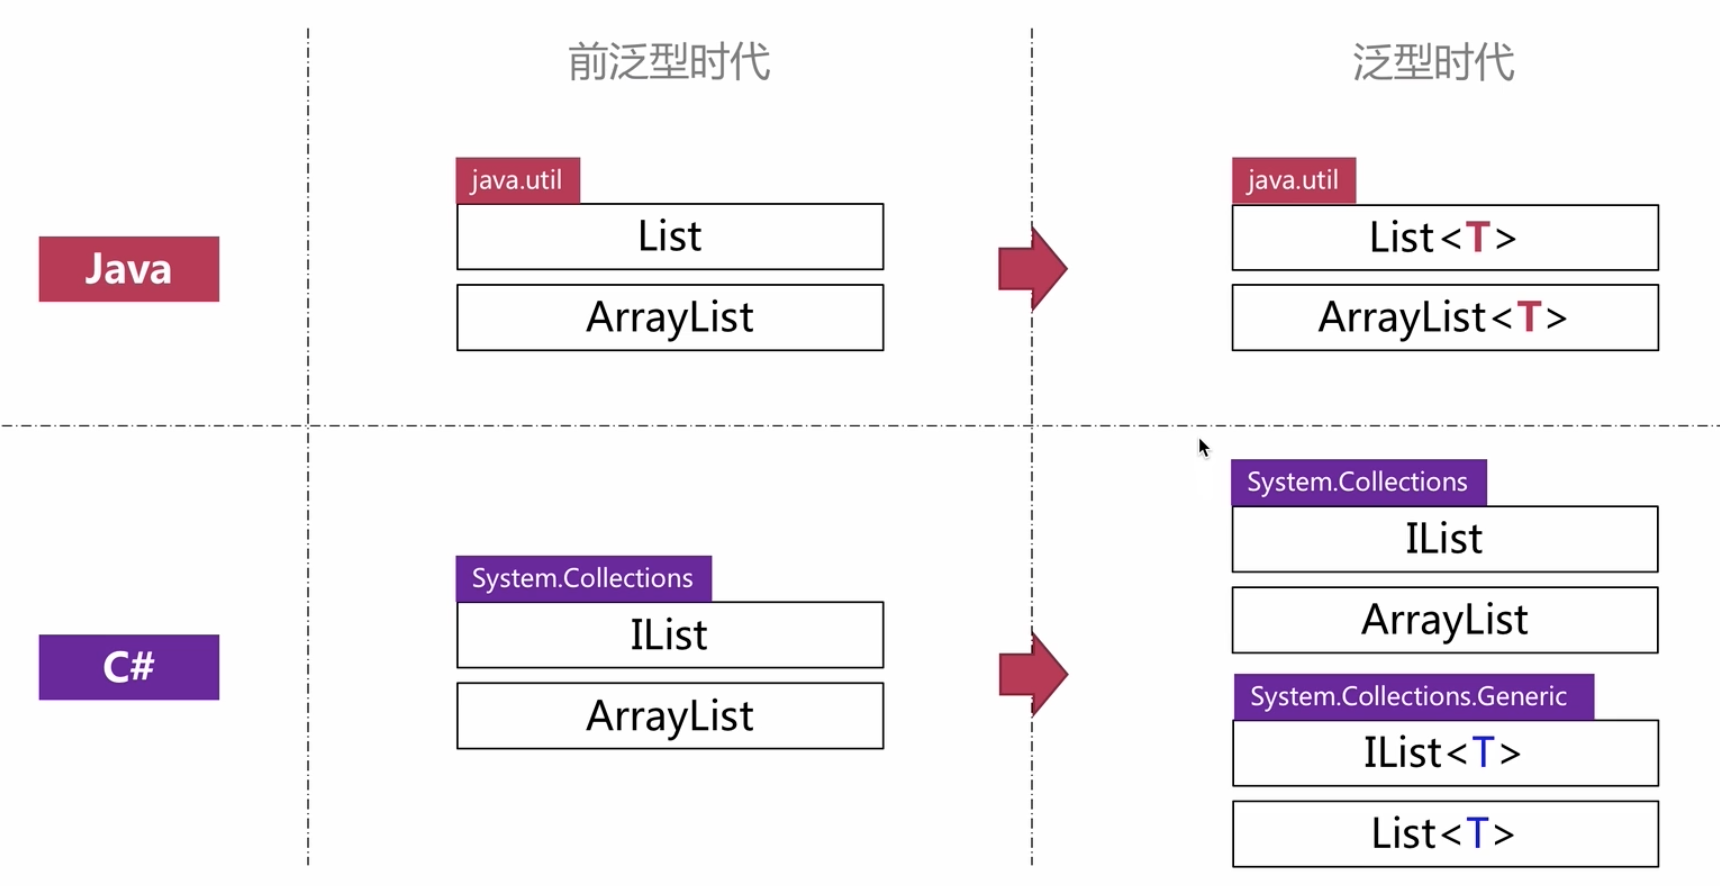 前泛型时代
泛型时代
Java
java.util
List
ArrayList
java.util
List<T>
ArrayList<T>
C#
System.Collections
IList
ArrayList
System.Collections
IList
ArrayList
System.Collections.Generic
IList<T>
List<T>